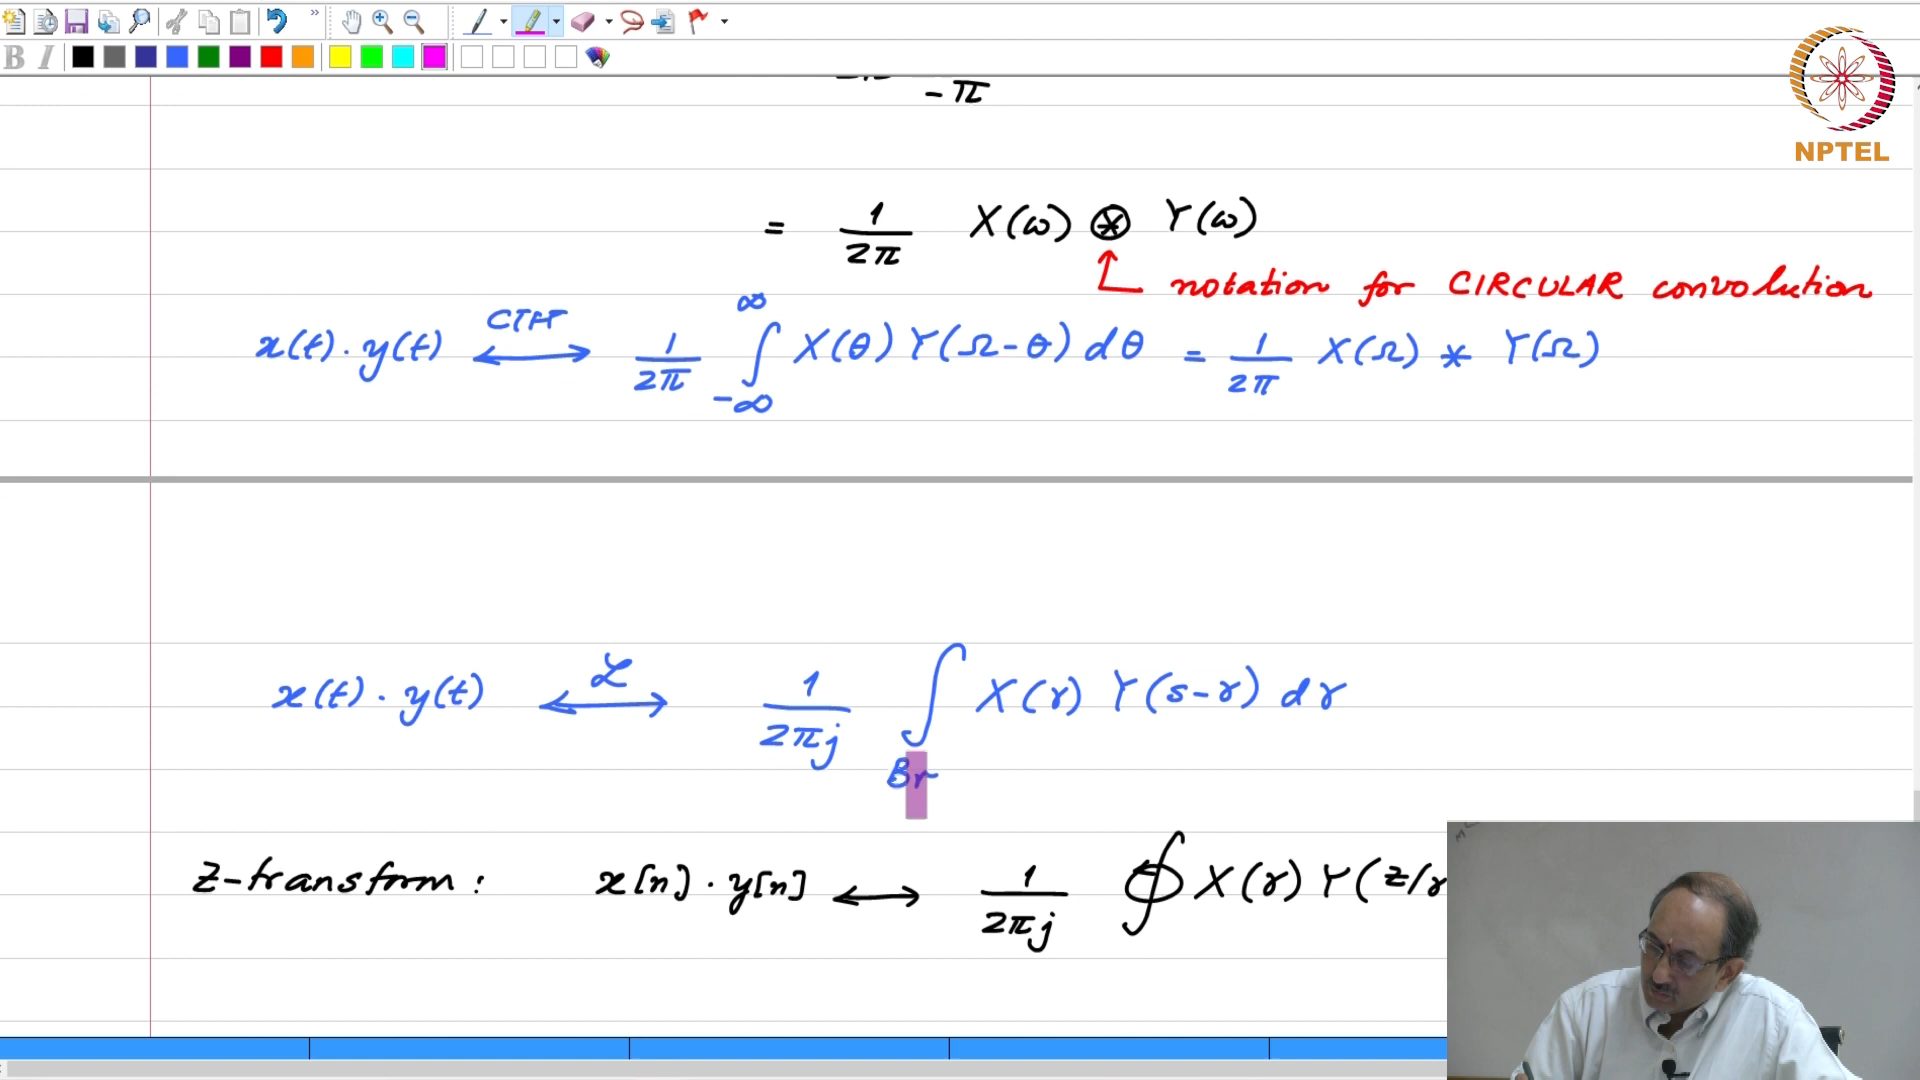 -π
NPTEL
= 1/2π X(ω) ⊛ Y(ω)
notation for CIRCULAR convolution
x(t)·y(t) CTFT ⟷ 1/2π ∫_{-∞}^{∞} X(θ) Y(Ω-θ) dθ = 1/2π X(Ω) * Y(Ω)
x(t)·y(t) ℒ ⟷ 1/2πj ∫_{Br} X(γ) Y(s-γ) dγ
Z-transform: x[n]·y[n] ⟷ 1/2πj ∮ X(γ) Y(z/γ